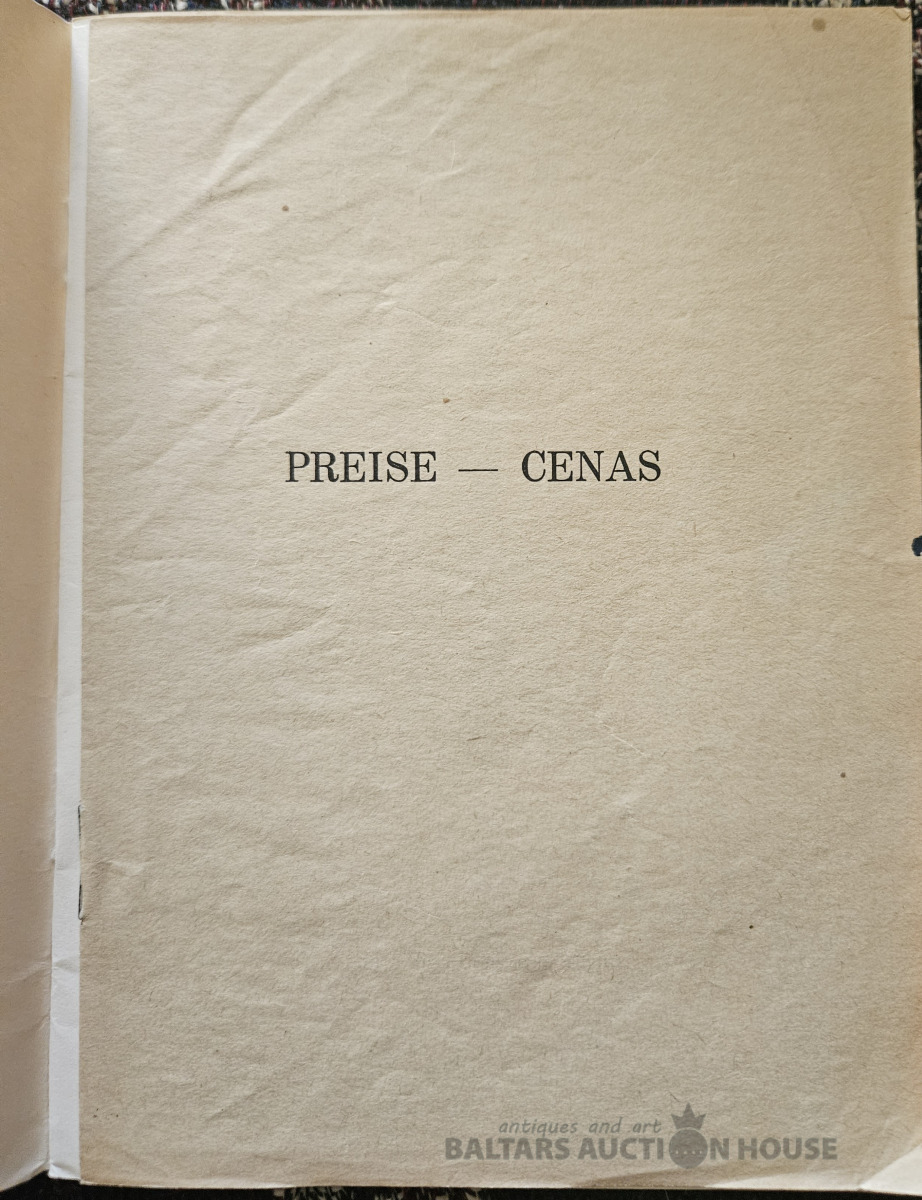 PREISE — CENAS
antiques and art
BALTARS AUCTION HOUSE